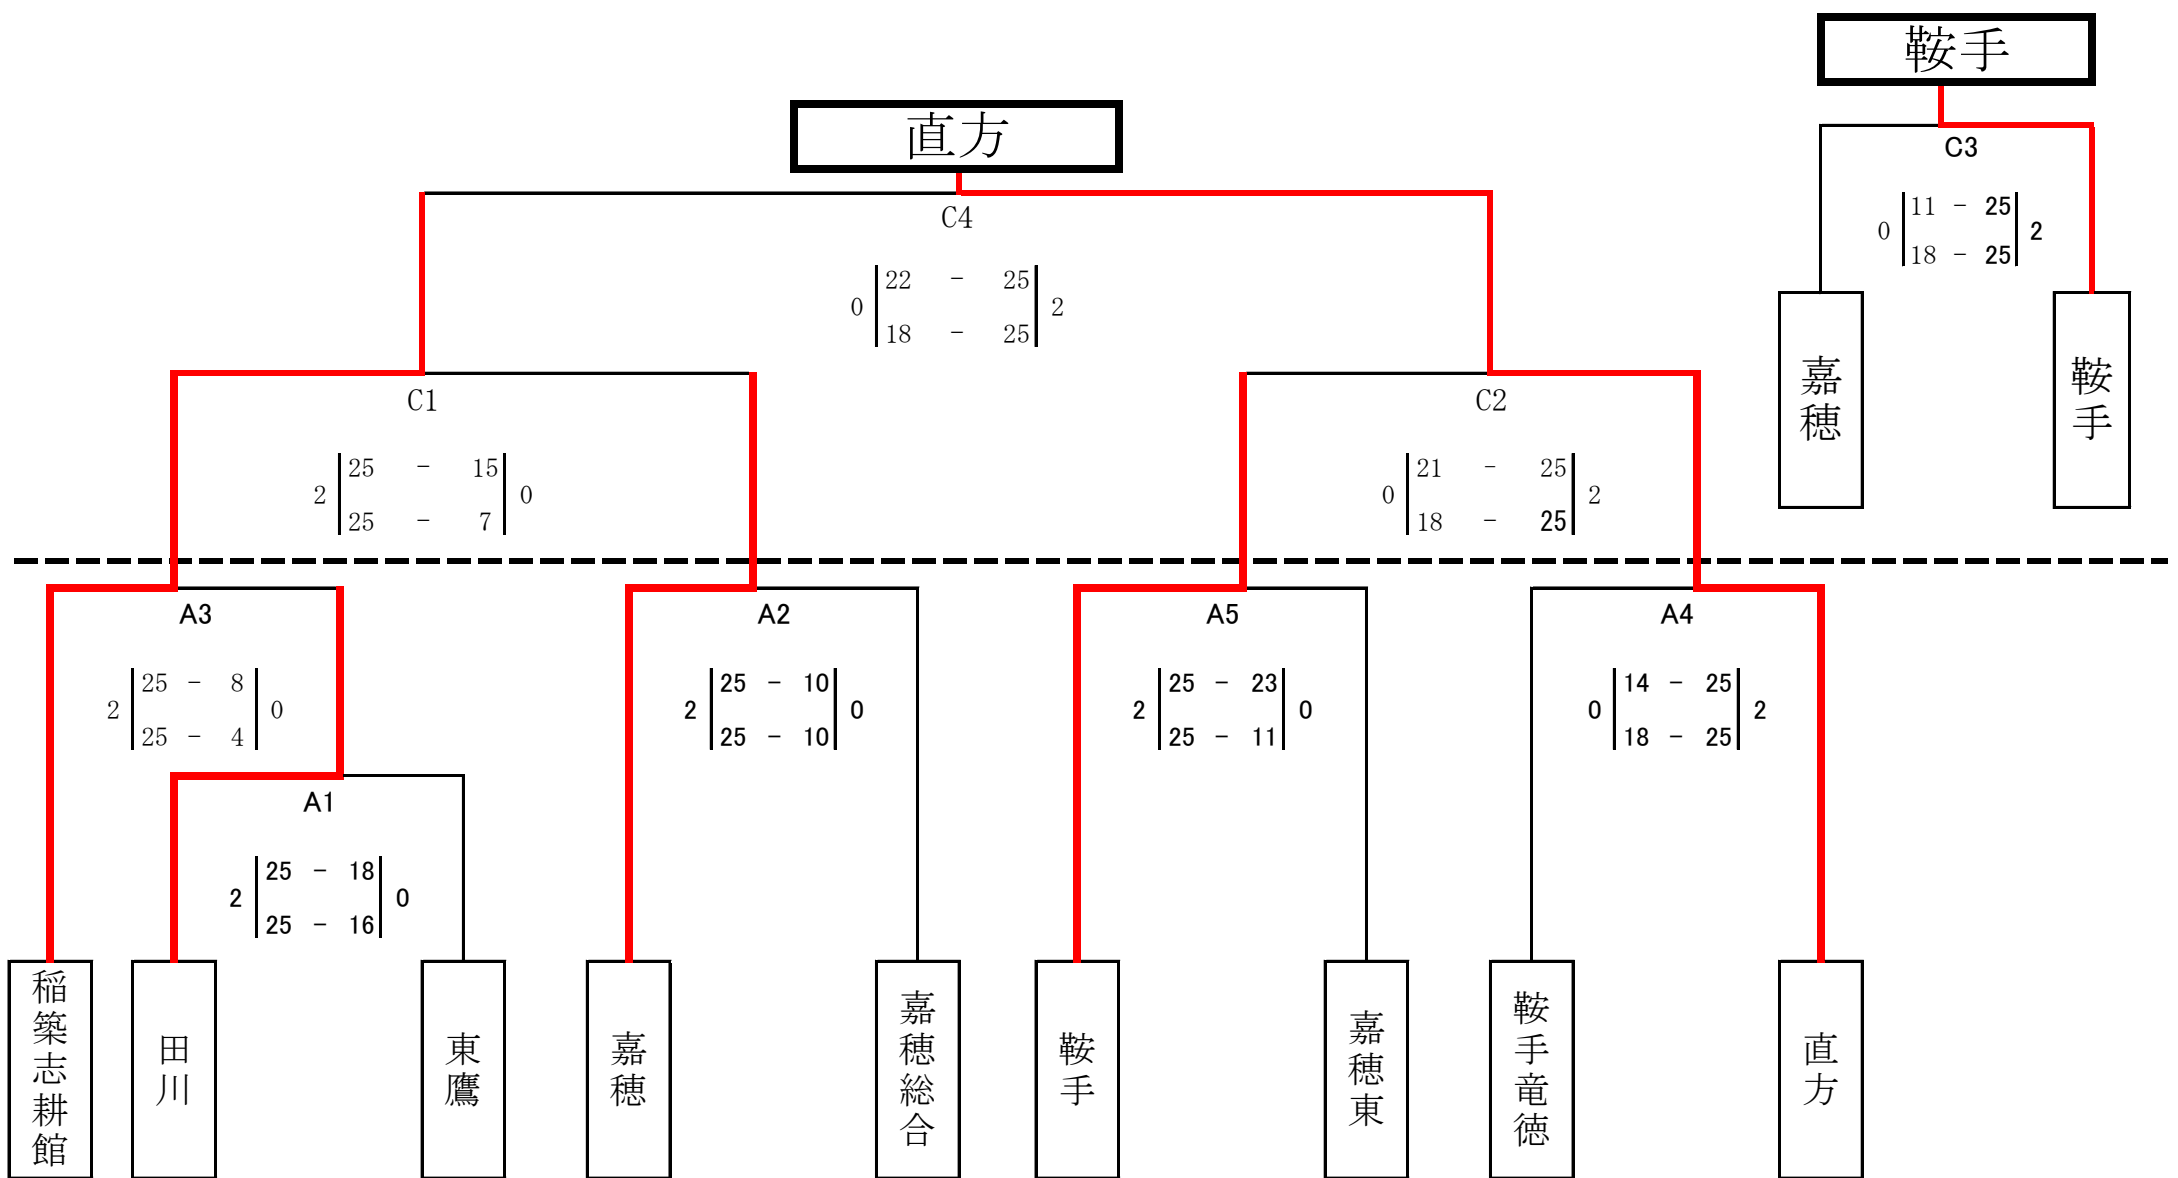 鞍手
直方
C3
11 - 25
0 2
18 - 25
C4
22 - 25
0 2
18 - 25
嘉穂
鞍手
C1
25 - 15
2 0
25 - 7
C2
21 - 25
0 2
18 - 25
A3
25 - 8
2 0
25 - 4
A2
25 - 10
2 0
25 - 10
A5
25 - 23
2 0
25 - 11
A4
14 - 25
0 2
18 - 25
A1
25 - 18
2 0
25 - 16
稲築志耕館
田川
東鷹
嘉穂
嘉穂総合
鞍手
嘉穂東
鞍手竜徳
直方